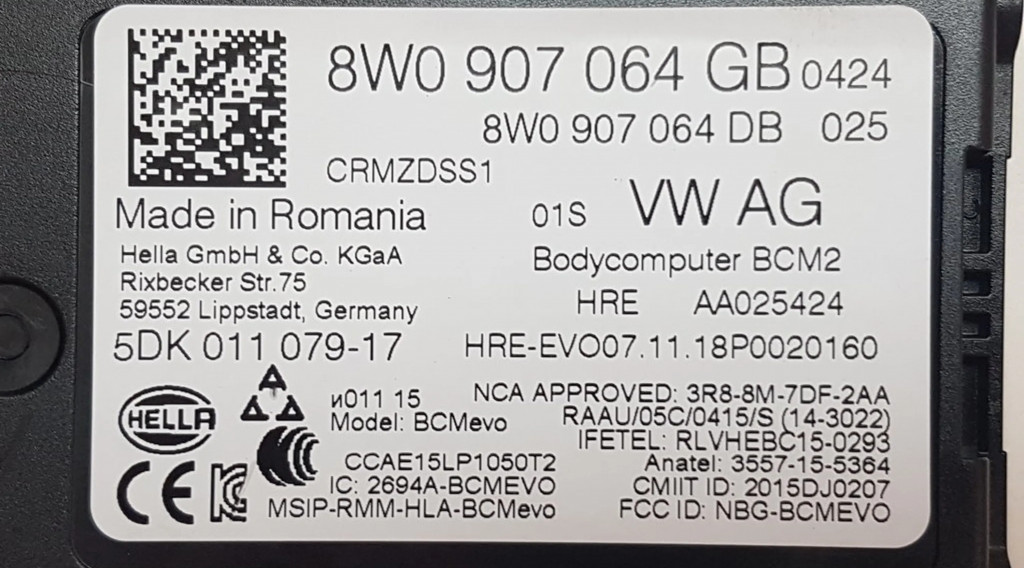 8W0 907 064 GB 0424
8W0 907 064 DB 025
CRMZDSS1
Made in Romania 01S VW AG
Hella GmbH & Co. KGaA
Rixbecker Str.75
59552 Lippstadt, Germany
Bodycomputer BCM2
HRE AA025424
5DK 011 079-17 HRE-EVO07.11.18P0020160
HELLA
и011 15
Model: BCMevo
NCA APPROVED: 3R8-8M-7DF-2AA
RAAU/05C/0415/S (14-3022)
IFETEL: RLVHEBC15-0293
CCAE15LP1050T2 Anatel: 3557-15-5364
IC: 2694A-BCMEVO CMIIT ID: 2015DJ0207
MSIP-RMM-HLA-BCMevo FCC ID: NBG-BCMEVO
CE